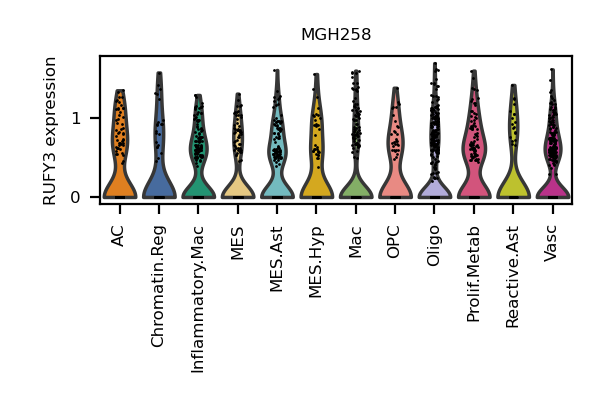 MGH258
RUFY3 expression
1
0
AC
Chromatin.Reg
Inflammatory.Mac
MES
MES.Ast
MES.Hyp
Mac
OPC
Oligo
Prolif.Metab
Reactive.Ast
Vasc